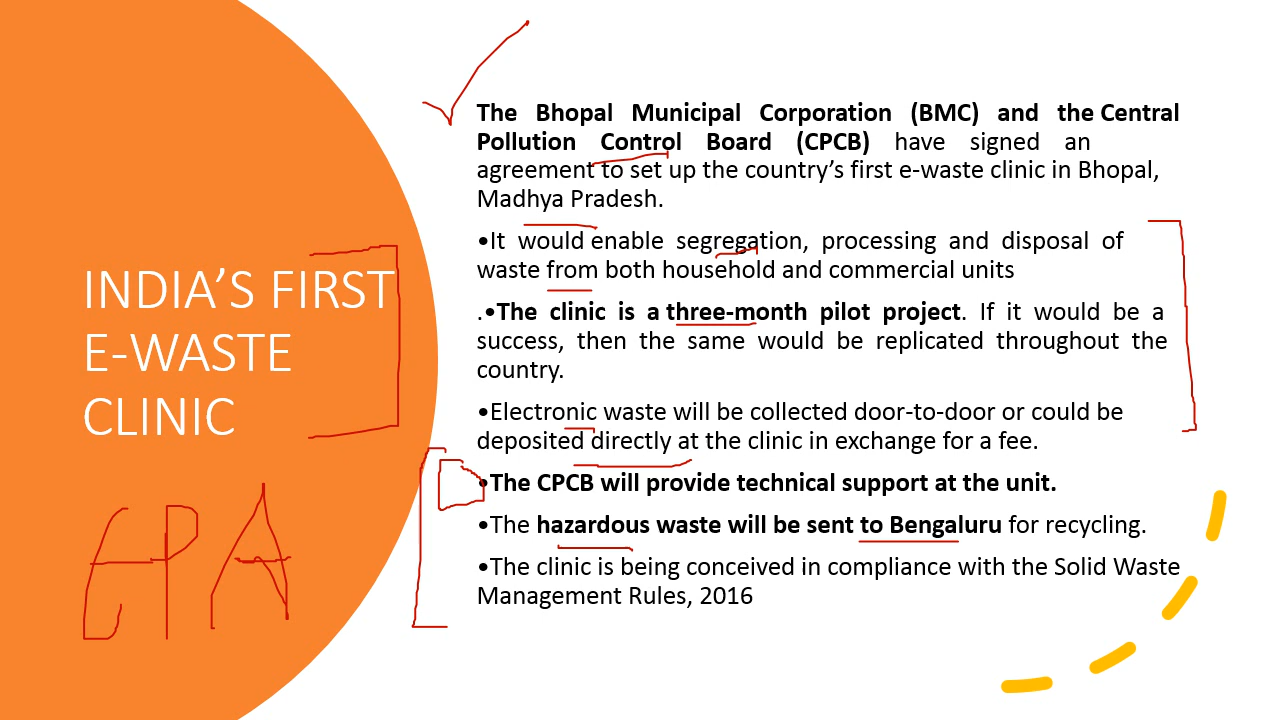 INDIA’S FIRST
E-WASTE
CLINIC
EPA
The Bhopal Municipal Corporation (BMC) and the Central
Pollution Control Board (CPCB) have signed an
agreement to set up the country’s first e-waste clinic in Bhopal,
Madhya Pradesh.
•It would enable segregation, processing and disposal of
waste from both household and commercial units
.•The clinic is a three-month pilot project. If it would be a
success, then the same would be replicated throughout the
country.
•Electronic waste will be collected door-to-door or could be
deposited directly at the clinic in exchange for a fee.
•The CPCB will provide technical support at the unit.
•The hazardous waste will be sent to Bengaluru for recycling.
•The clinic is being conceived in compliance with the Solid Waste
Management Rules, 2016